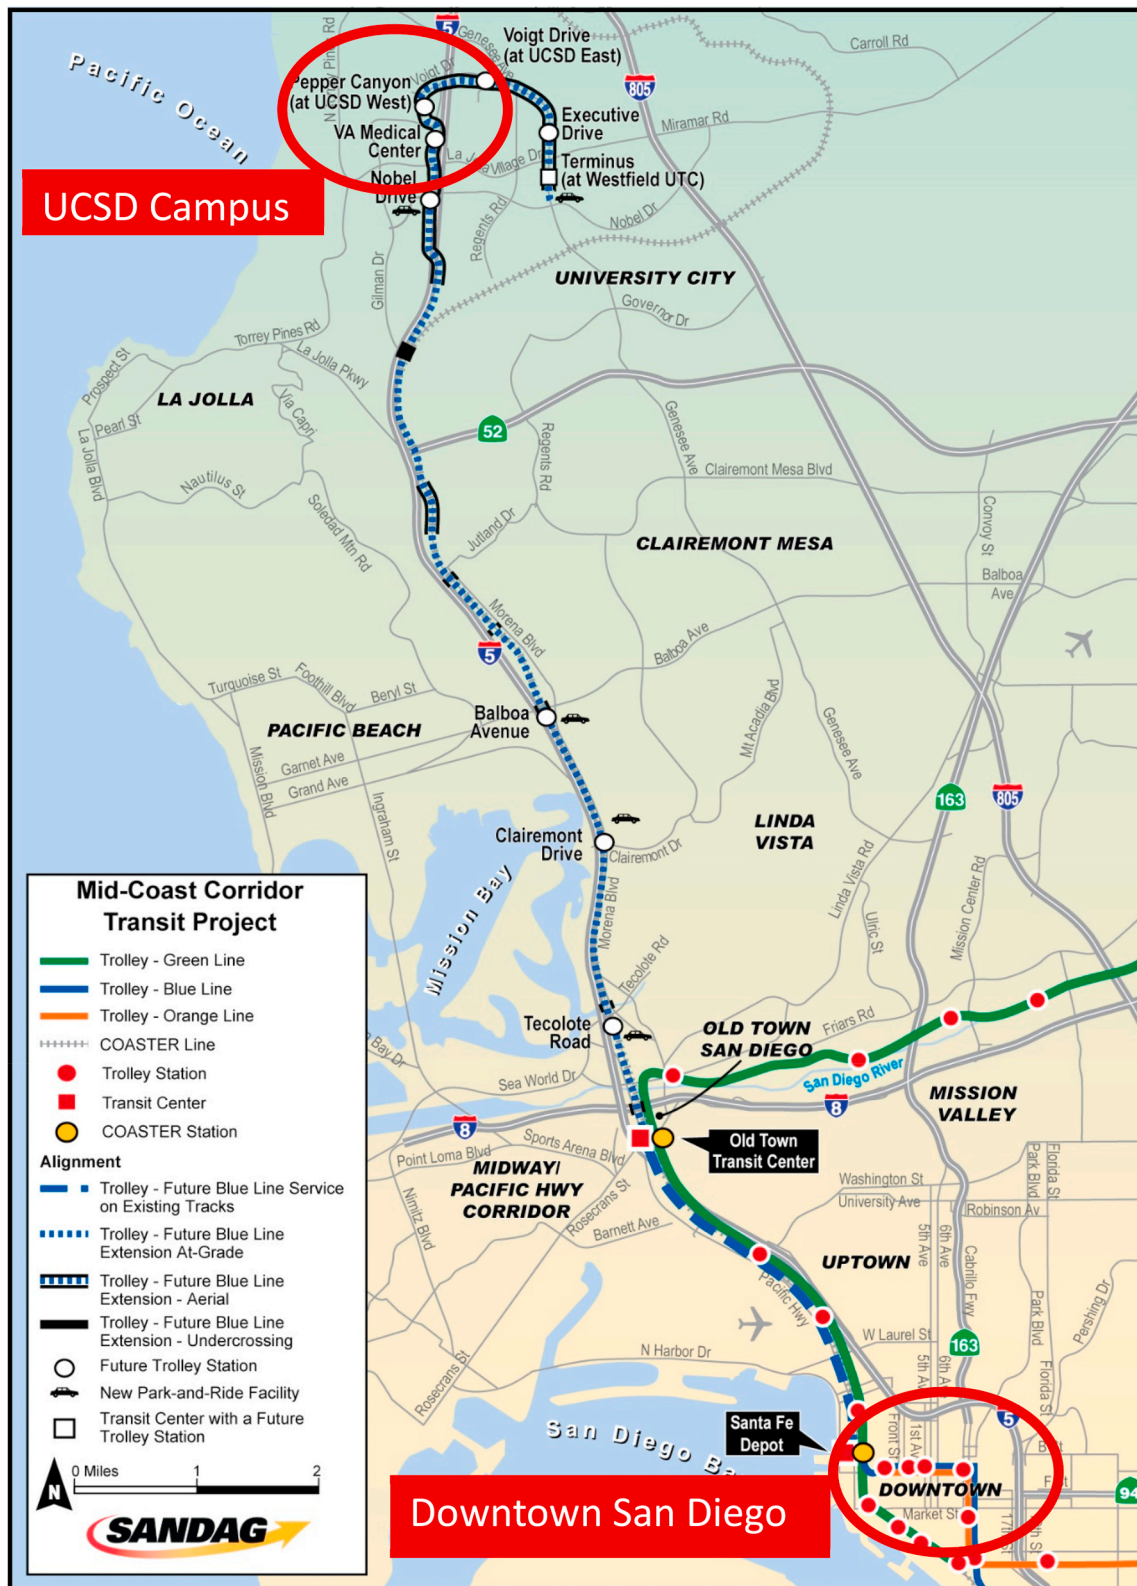 Pacific Ocean
N Torrey Pines Rd
5
Genesee Ave
Voigt Dr
Voigt Drive
(at UCSD East)
Carroll Rd
805
Pepper Canyon
(at UCSD West)
VA Medical
Center
Executive
Drive
Miramar Rd
La Jolla Village Dr
Terminus
(at Westfield UTC)
Nobel
Drive
UCSD Campus
Nobel Dr
Regents Rd
Gilman Dr
UNIVERSITY CITY
Governor Dr
Torrey Pines Rd
La Jolla Pkwy
Prospect St
LA JOLLA
Via Capri
Pearl St
La Jolla Blvd
52
Regents Rd
Genesee Ave
Clairemont Mesa Blvd
Nautilus St
Soledad Mtn Rd
Jutland Dr
Convoy St
CLAIREMONT MESA
Balboa
Ave
Morena Blvd
5
Balboa Ave
Turquoise St
Foothill Blvd
Beryl St
Mt Acadia Blvd
Genesee Ave
PACIFIC BEACH
Balboa
Avenue
Mission Blvd
Garnet Ave
Grand Ave
Ingraham St
163
805
LINDA
VISTA
Clairemont
Drive
Clairemont Dr
Linda Vista Rd
Mission Center Rd
Ulric St
Mission Bay
Morena Blvd
Tecolote Rd
Tecolote
Road
OLD TOWN
SAN DIEGO
Friars Rd
San Diego River
Bay Dr
Sea World Dr
MISSION
VALLEY
8
8
Sports Arena Blvd
Old Town
Transit Center
Point Loma Blvd
MIDWAY/
PACIFIC HWY
CORRIDOR
Nimitz Blvd
Rosecrans St
Barnett Ave
Washington St
University Ave
Robinson Av
Park Blvd
Florida St
5th Ave
6th Ave
Cabrillo Fwy
UPTOWN
Pacific Hwy
Pershing Dr
Park Blvd
W Laurel St
163
N Harbor Dr
Rosecrans St
5th Ave
6th Ave
Florida St
San Diego Ba
Santa Fe
Depot
Front St
1st Av
5
DOWNTOWN
94
Market St
17th St
Downtown San Diego
Mid-Coast Corridor
Transit Project
Trolley - Green Line
Trolley - Blue Line
Trolley - Orange Line
COASTER Line
Trolley Station
Transit Center
COASTER Station
Alignment
Trolley - Future Blue Line Service
on Existing Tracks
Trolley - Future Blue Line
Extension At-Grade
Trolley - Future Blue Line
Extension - Aerial
Trolley - Future Blue Line
Extension - Undercrossing
Future Trolley Station
New Park-and-Ride Facility
Transit Center with a Future
Trolley Station
N
0 Miles 1 2
SANDAG